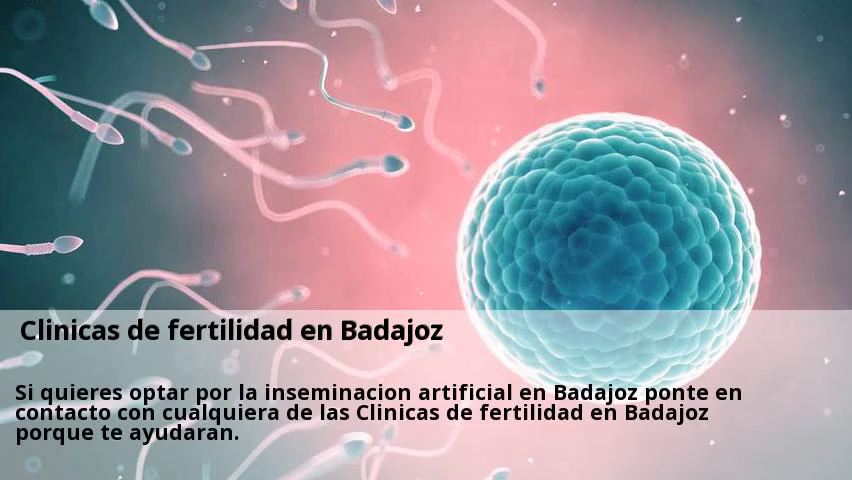 Clinicas de fertilidad en Badajoz
Si quieres optar por la inseminacion artificial en Badajoz ponte en
contacto con cualquiera de las Clinicas de fertilidad en Badajoz
porque te ayudaran.